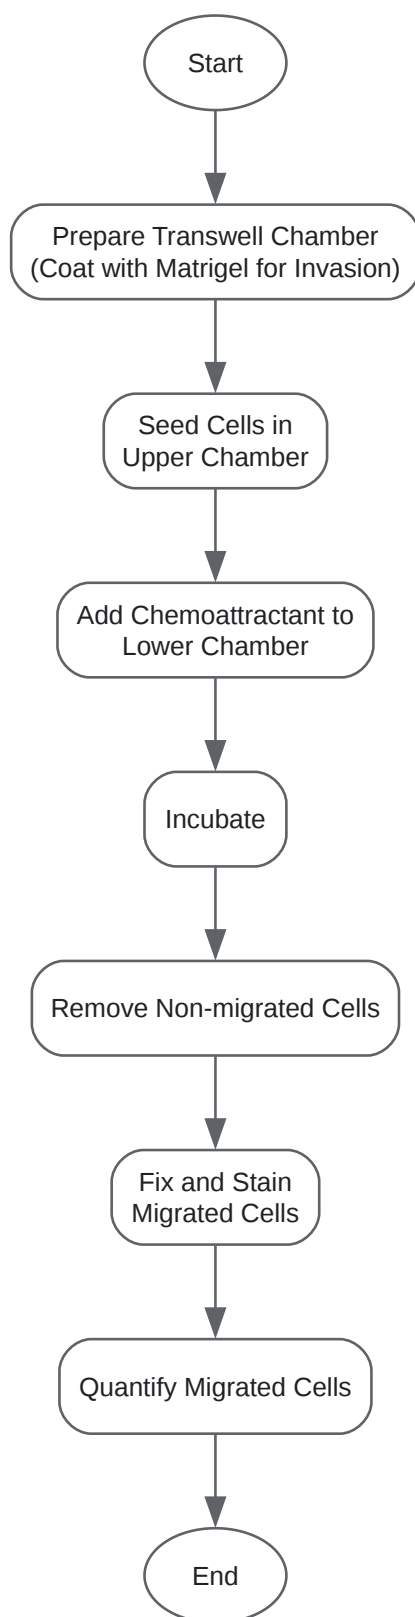 Start
Prepare Transwell Chamber
(Coat with Matrigel for Invasion)
Seed Cells in
Upper Chamber
Add Chemoattractant to
Lower Chamber
Incubate
Remove Non-migrated Cells
Fix and Stain
Migrated Cells
Quantify Migrated Cells
End